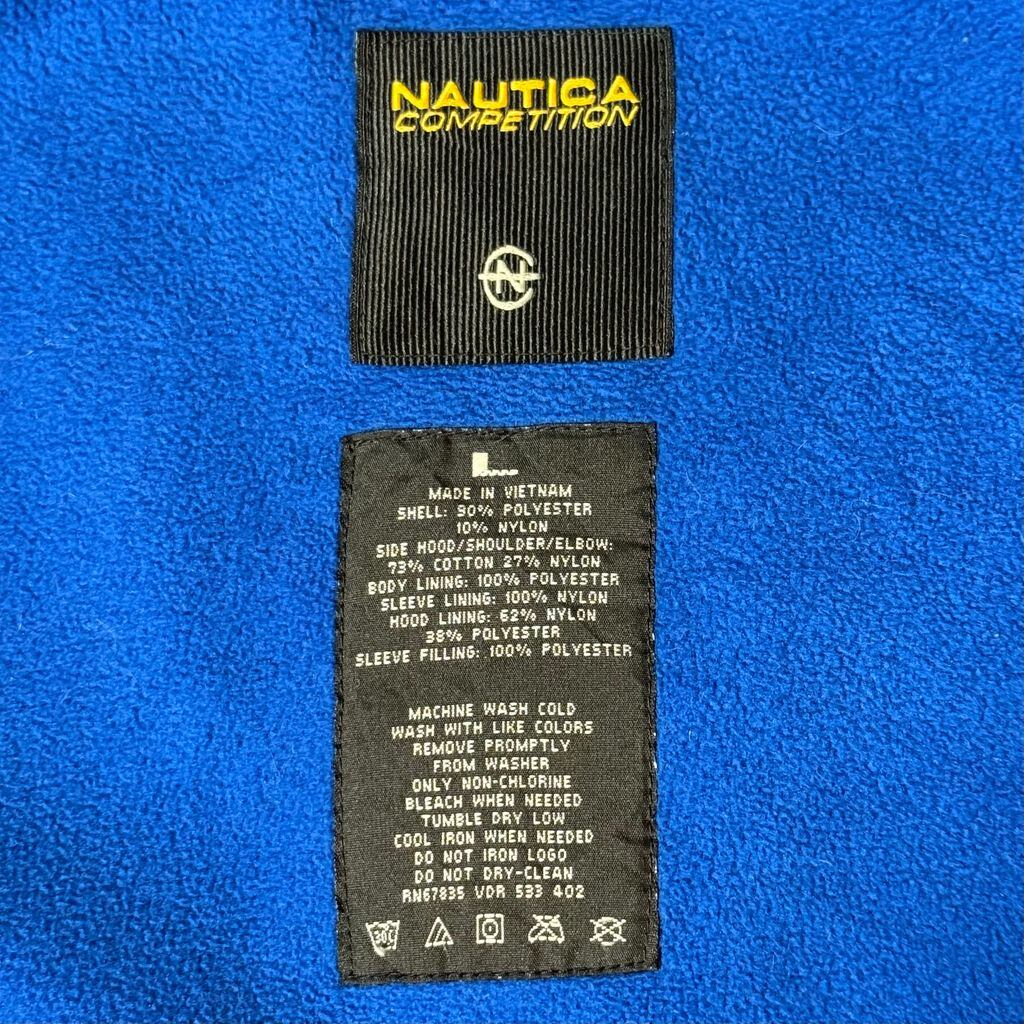 NAUTICA
COMPETITION
N
L
MADE IN VIETNAM
SHELL: 90% POLYESTER
10% NYLON
SIDE HOOD/SHOULDER/ELBOW:
73% COTTON 27% NYLON
BODY LINING: 100% POLYESTER
SLEEVE LINING: 100% NYLON
HOOD LINING: 62% NYLON
38% POLYESTER
SLEEVE FILLING: 100% POLYESTER
MACHINE WASH COLD
WASH WITH LIKE COLORS
REMOVE PROMPTLY
FROM WASHER
ONLY NON-CHLORINE
BLEACH WHEN NEEDED
TUMBLE DRY LOW
COOL IRON WHEN NEEDED
DO NOT IRON LOGO
DO NOT DRY-CLEAN
RN67835 VDR 533 402